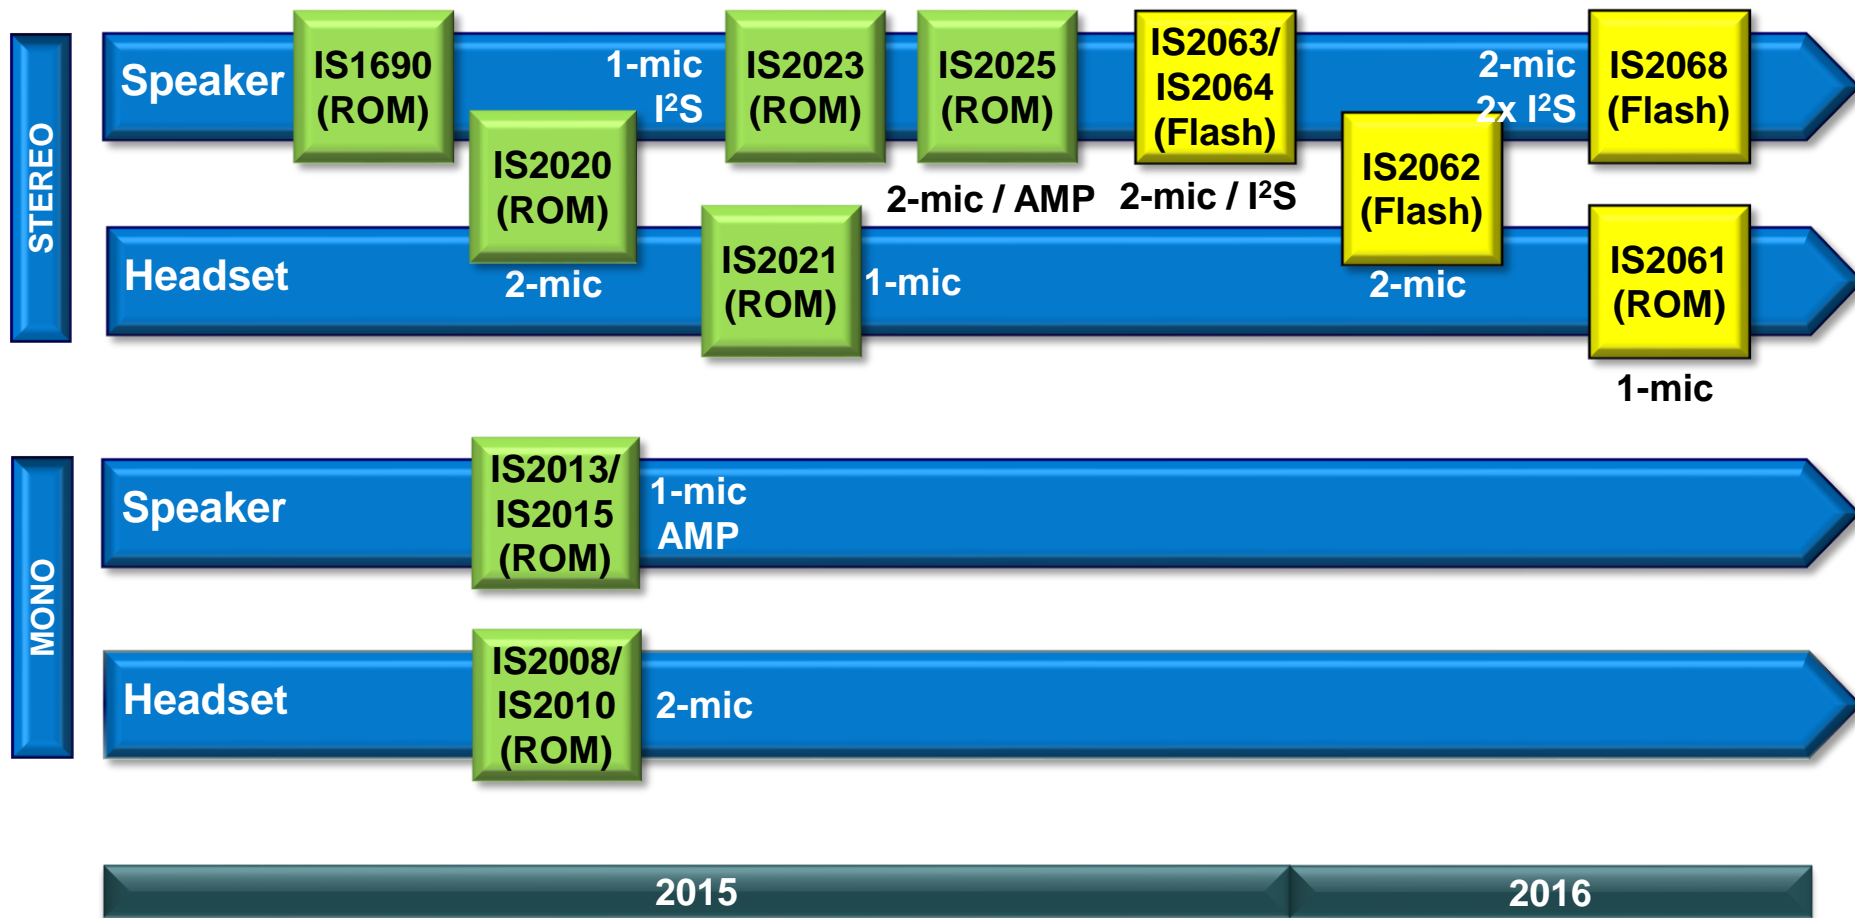 STEREO
Speaker
IS1690
(ROM)
IS2020
(ROM)
1-mic
I²S
IS2023
(ROM)
IS2025
(ROM)
2-mic / AMP
IS2063/
IS2064
(Flash)
2-mic / I²S
IS2062
(Flash)
2-mic
2x I²S
IS2068
(Flash)
Headset
2-mic
IS2021
(ROM)
1-mic
2-mic
IS2061
(ROM)
1-mic
MONO
Speaker
IS2013/
IS2015
(ROM)
1-mic
AMP
Headset
IS2008/
IS2010
(ROM)
2-mic
2015
2016